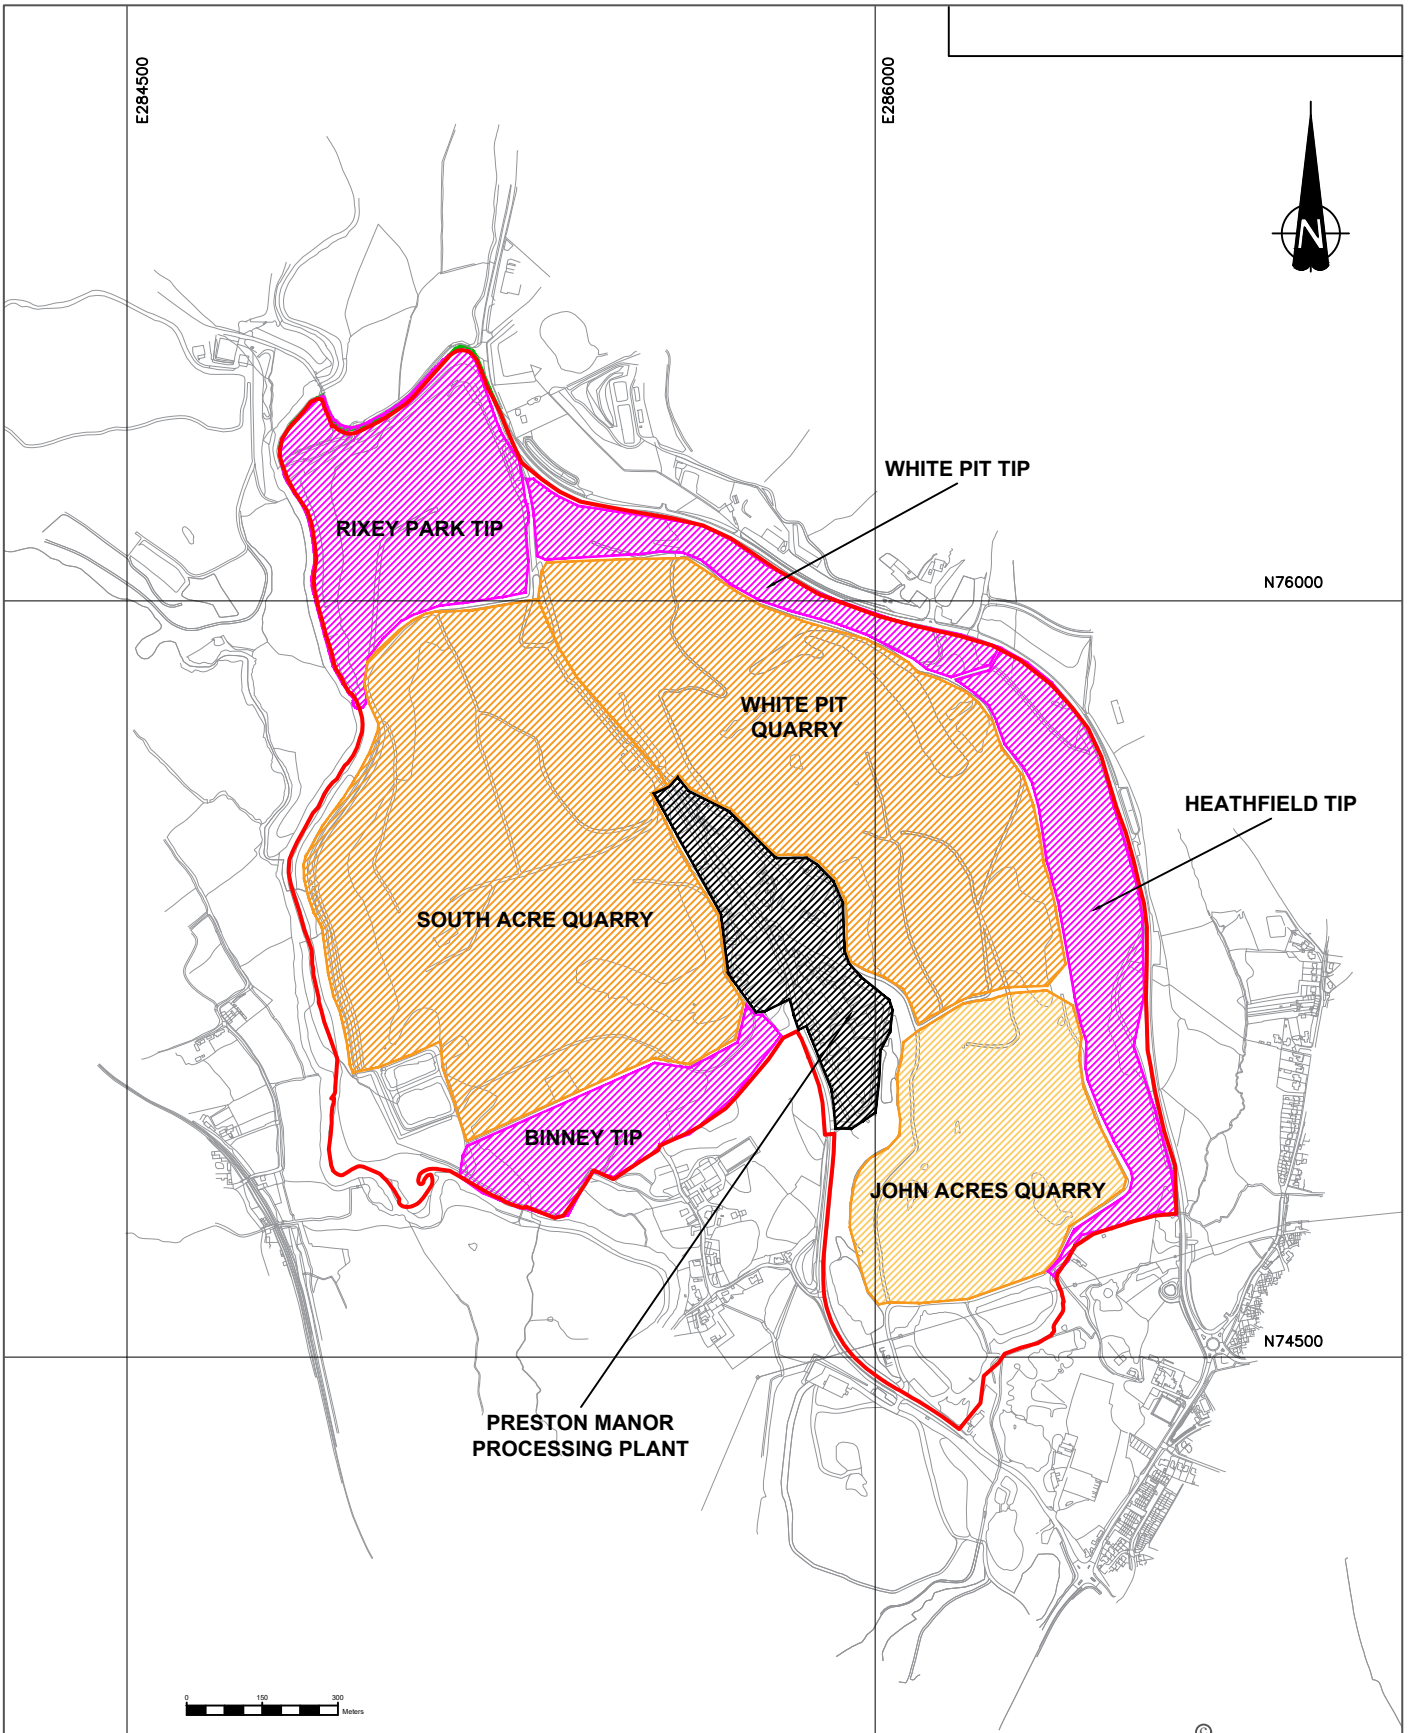 E284500
E286000
N
WHITE PIT TIP
RIXEY PARK TIP
N76000
WHITE PIT
QUARRY
HEATHFIELD TIP
SOUTH ACRE QUARRY
BINNEY TIP
JOHN ACRES QUARRY
N74500
PRESTON MANOR
PROCESSING PLANT
0 150 300
Meters
©